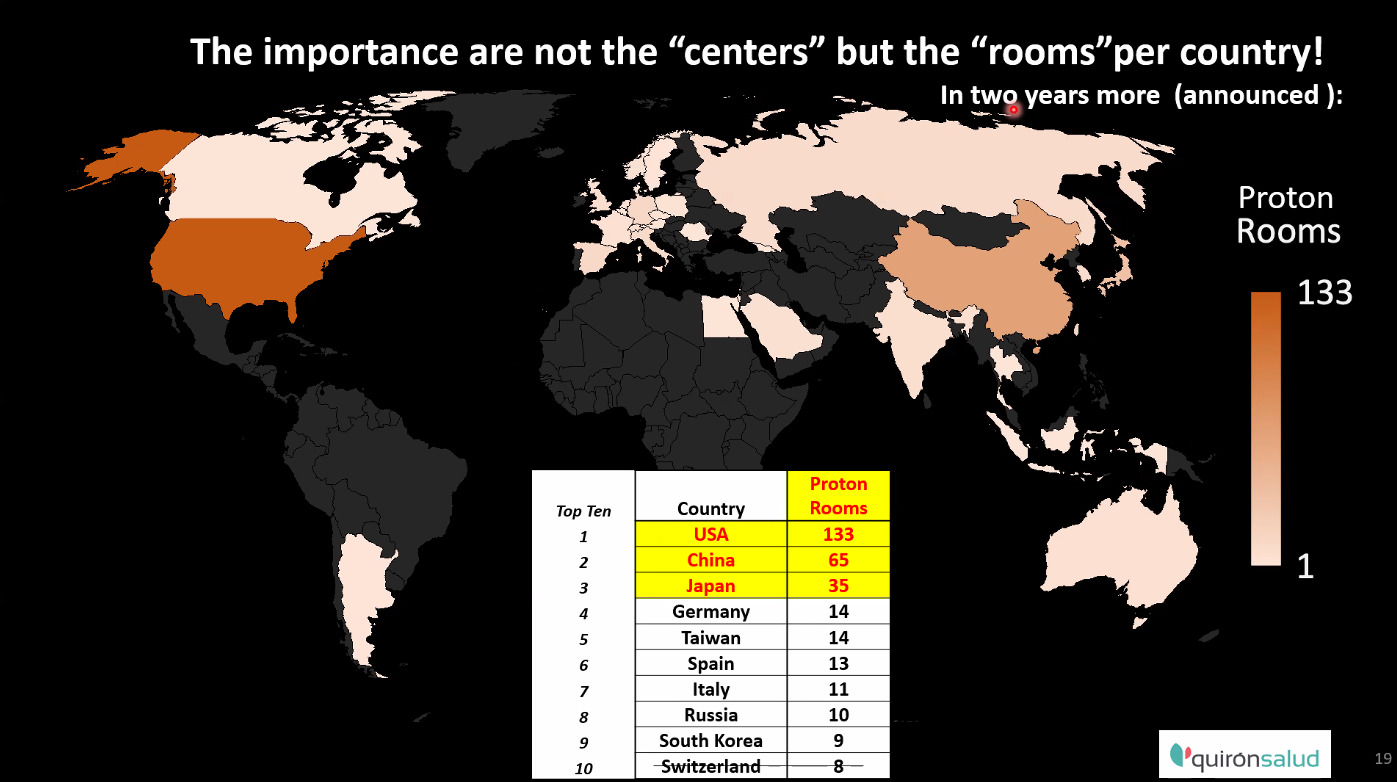 The importance are not the “centers” but the “rooms”per country!
In two years more (announced ):
Proton
Rooms
133
1
Top Ten Country Proton Rooms
1 USA 133
2 China 65
3 Japan 35
4 Germany 14
5 Taiwan 14
6 Spain 13
7 Italy 11
8 Russia 10
9 South Korea 9
10 Switzerland 8
quirónsalud
19